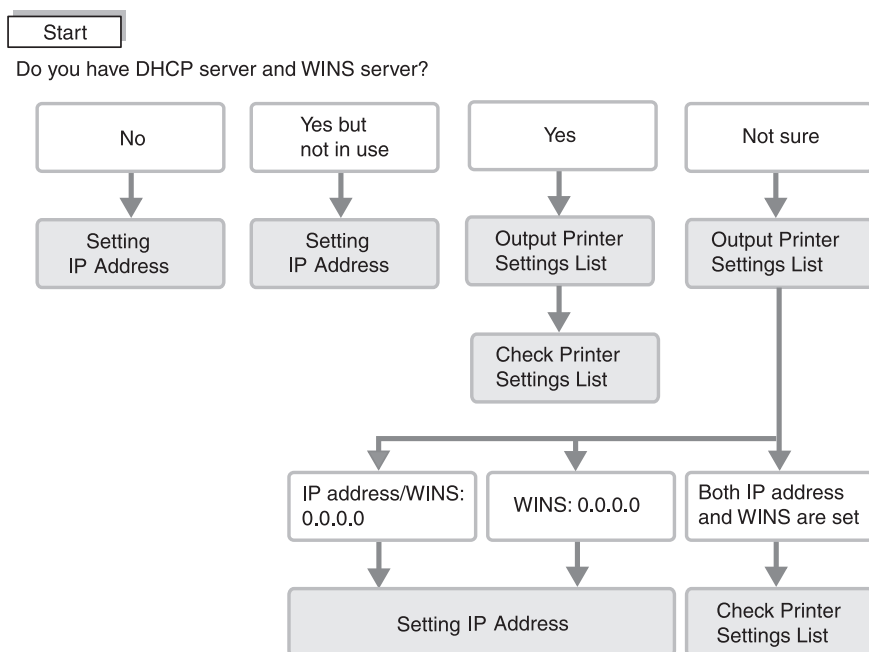 Start
Do you have DHCP server and WINS server?
No
Yes but
not in use
Yes
Not sure
Setting
IP Address
Setting
IP Address
Output Printer
Settings List
Output Printer
Settings List
Check Printer
Settings List
IP address/WINS:
0.0.0.0
WINS: 0.0.0.0
Both IP address
and WINS are set
Setting IP Address
Check Printer
Settings List